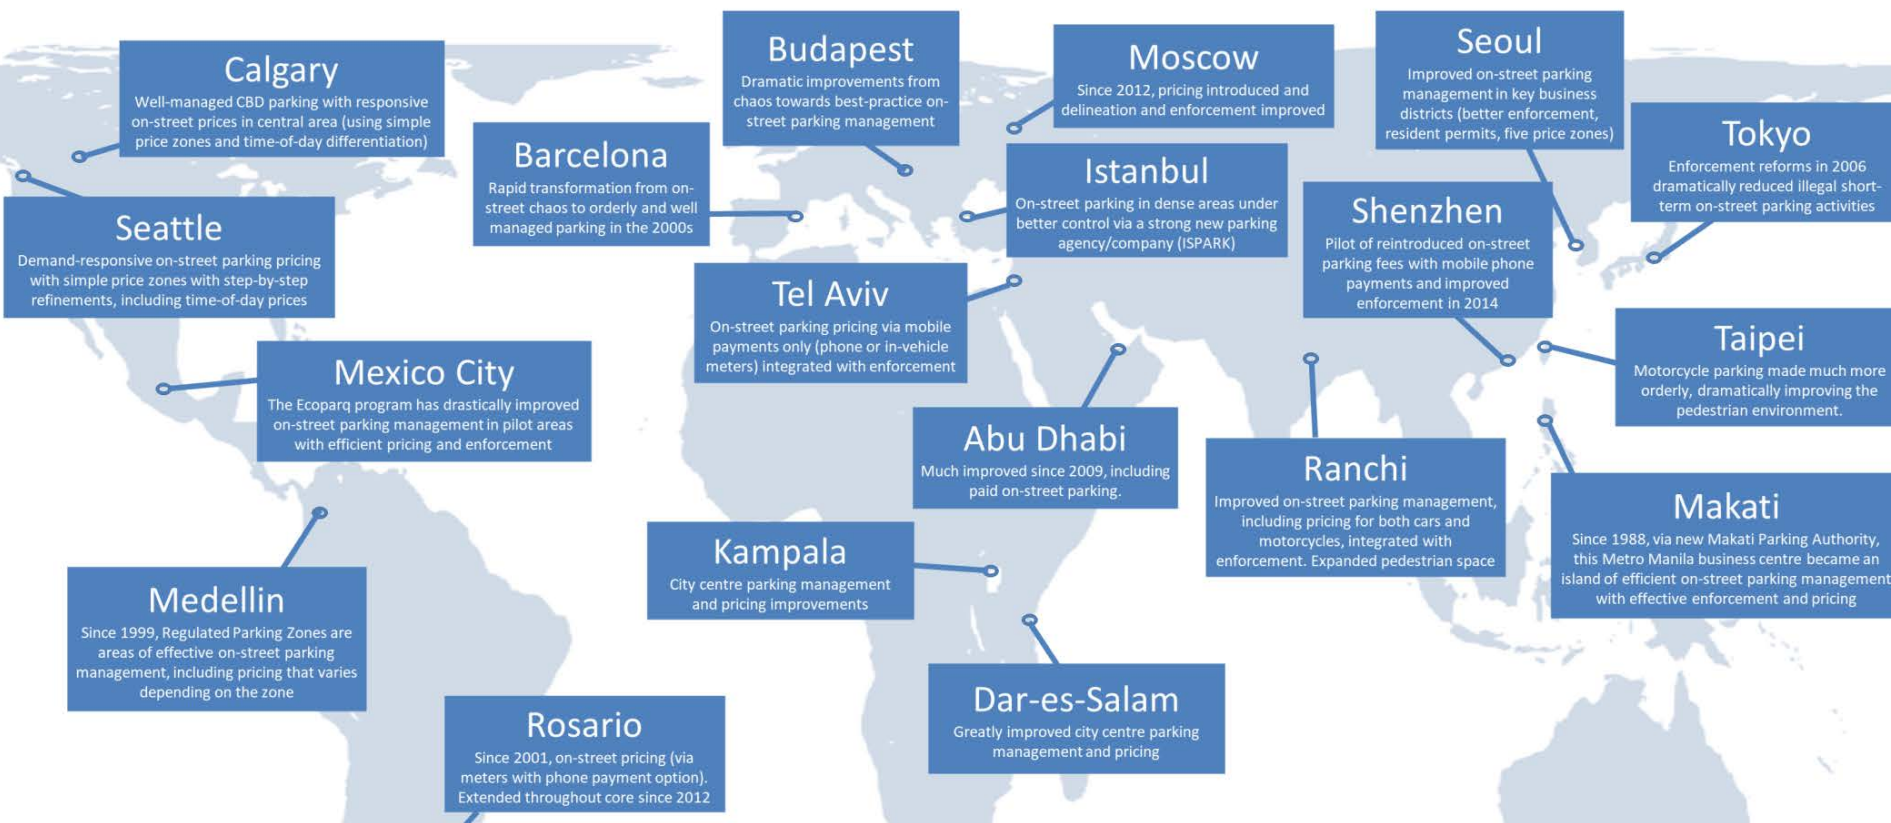 Calgary
Well-managed CBD parking with responsive
on-street prices in central area (using simple
price zones and time-of-day differentiation)
Seattle
Demand-responsive on-street parking pricing
with simple price zones with step-by-step
refinements, including time-of-day prices
Mexico City
The Ecoparq program has drastically improved
on-street parking management in pilot areas
with efficient pricing and enforcement
Medellin
Since 1999, Regulated Parking Zones are
areas of effective on-street parking
management, including pricing that varies
depending on the zone
Rosario
Since 2001, on-street pricing (via
meters with phone payment option).
Extended throughout core since 2012
Barcelona
Rapid transformation from on-
street chaos to orderly and well
managed parking in the 2000s
Budapest
Dramatic improvements from
chaos towards best-practice on-
street parking management
Moscow
Since 2012, pricing introduced and
delineation and enforcement improved
Istanbul
On-street parking in dense areas under
better control via a strong new parking
agency/company (ISPARK)
Tel Aviv
On-street parking pricing via mobile
payments only (phone or in-vehicle
meters) integrated with enforcement
Abu Dhabi
Much improved since 2009, including
paid on-street parking.
Kampala
City centre parking management
and pricing improvements
Dar-es-Salam
Greatly improved city centre parking
management and pricing
Seoul
Improved on-street parking
management in key business
districts (better enforcement,
resident permits, five price zones)
Tokyo
Enforcement reforms in 2006
dramatically reduced illegal short-
term on-street parking activities
Shenzhen
Pilot of reintroduced on-street
parking fees with mobile phone
payments and improved
enforcement in 2014
Taipei
Motorcycle parking made much more
orderly, dramatically improving the
pedestrian environment.
Ranchi
Improved on-street parking management,
including pricing for both cars and
motorcycles, integrated with
enforcement. Expanded pedestrian space
Makati
Since 1988, via new Makati Parking Authority,
this Metro Manila business centre became an
island of efficient on-street parking management
with effective enforcement and pricing